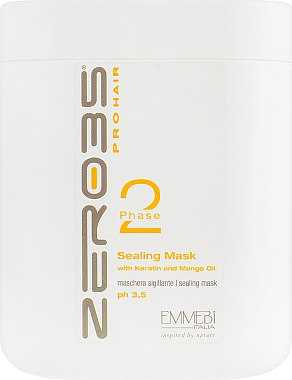 ZERO35®
PROHAIR
Phase 2
Sealing Mask
with Keratin and Mango Oil
maschera sigillante / sealing mask
ph 3,5
EMMEBI
ITALIA
inspired by nature